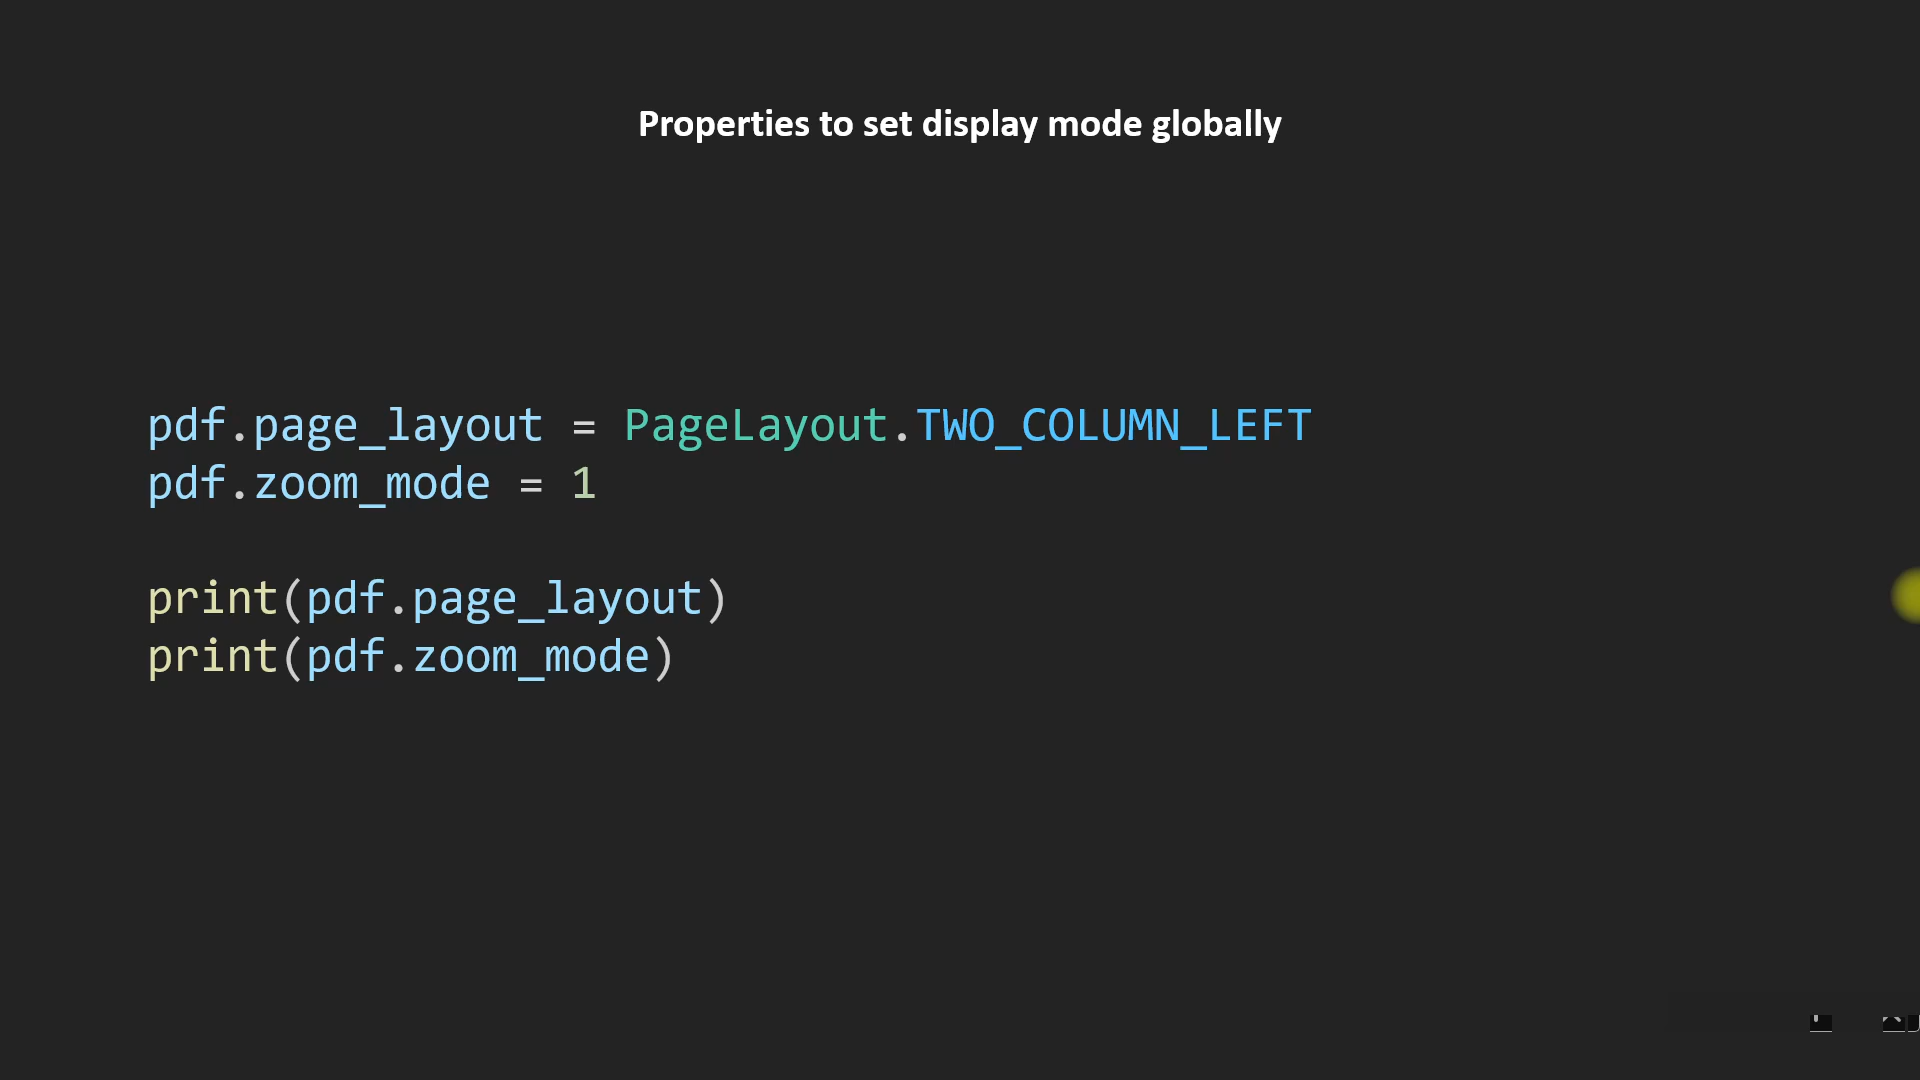 Properties to set display mode globally
pdf.page_layout = PageLayout.TWO_COLUMN_LEFT
pdf.zoom_mode = 1
print(pdf.page_layout)
print(pdf.zoom_mode)